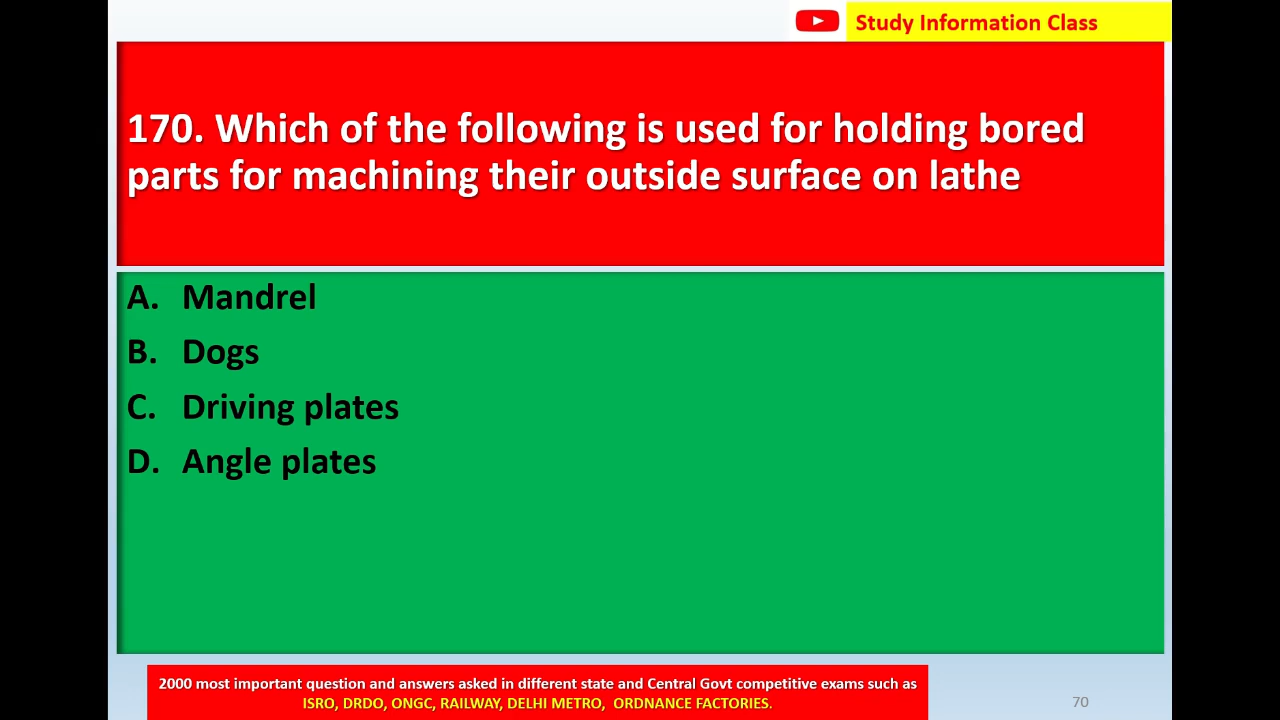 Study Information Class
170. Which of the following is used for holding bored
parts for machining their outside surface on lathe
A. Mandrel
B. Dogs
C. Driving plates
D. Angle plates
2000 most important question and answers asked in different state and Central Govt competitive exams such as
ISRO, DRDO, ONGC, RAILWAY, DELHI METRO, ORDNANCE FACTORIES.
70